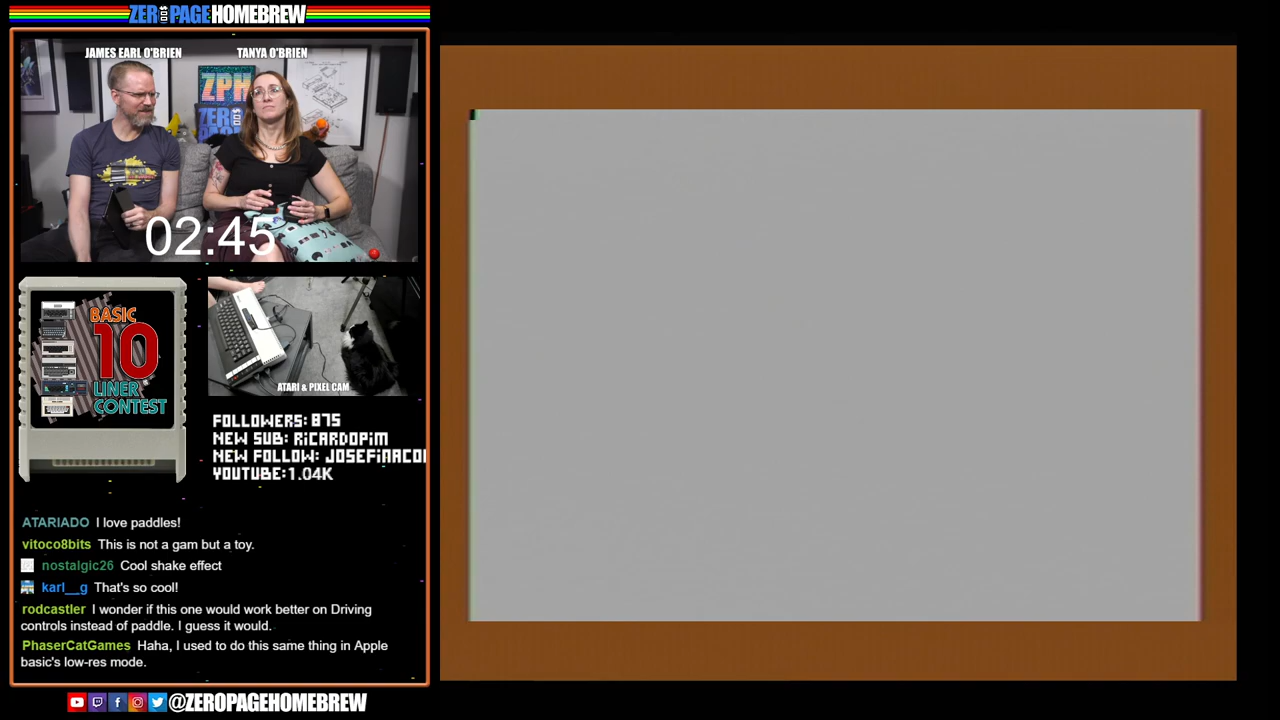 ZEROPAGE HOMEBREW
JAMES EARL O'BRIEN
TANYA O'BRIEN
ZPH
ZERO
02:45
BASIC
10
LINER
CONTEST
ATARI & PIXEL CAM
FOLLOWERS: 875
NEW SUB: RICARDOPIM
NEW FOLLOW: JOSEFINACO
YOUTUBE:1.04K
ATARIADO I love paddles!
vitoco8bits This is not a gam but a toy.
nostalgic26 Cool shake effect
karl__g That's so cool!
rodcastler I wonder if this one would work better on Driving
controls instead of paddle. I guess it would.
PhaserCatGames Haha, I used to do this same thing in Apple
basic's low-res mode.
@ZEROPAGEHOMEBREW